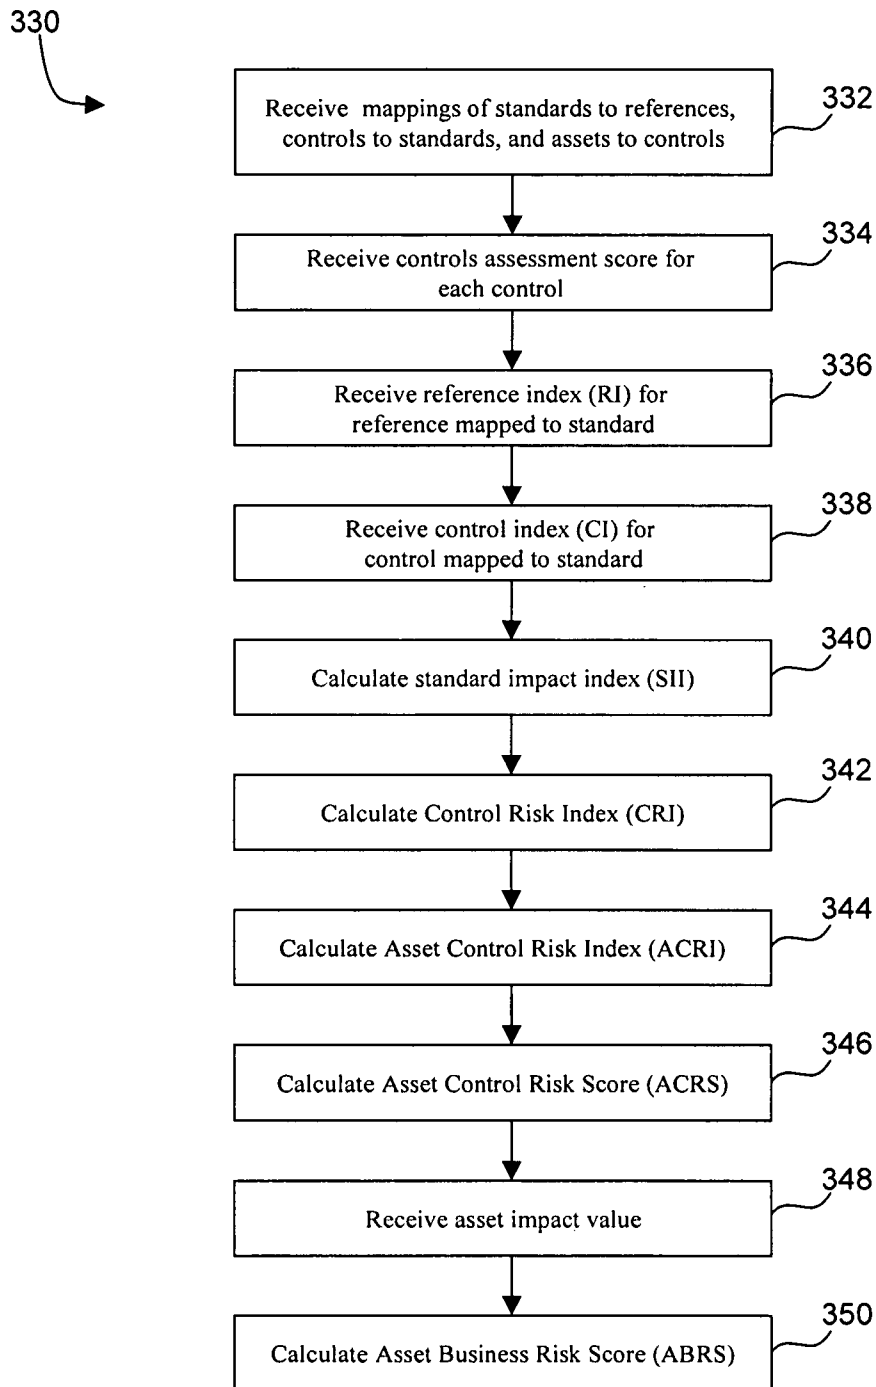 330
Receive mappings of standards to references,
controls to standards, and assets to controls
332
Receive controls assessment score for
each control
334
Receive reference index (RI) for
reference mapped to standard
336
Receive control index (CI) for
control mapped to standard
338
Calculate standard impact index (SII)
340
Calculate Control Risk Index (CRI)
342
Calculate Asset Control Risk Index (ACRI)
344
Calculate Asset Control Risk Score (ACRS)
346
Receive asset impact value
348
Calculate Asset Business Risk Score (ABRS)
350